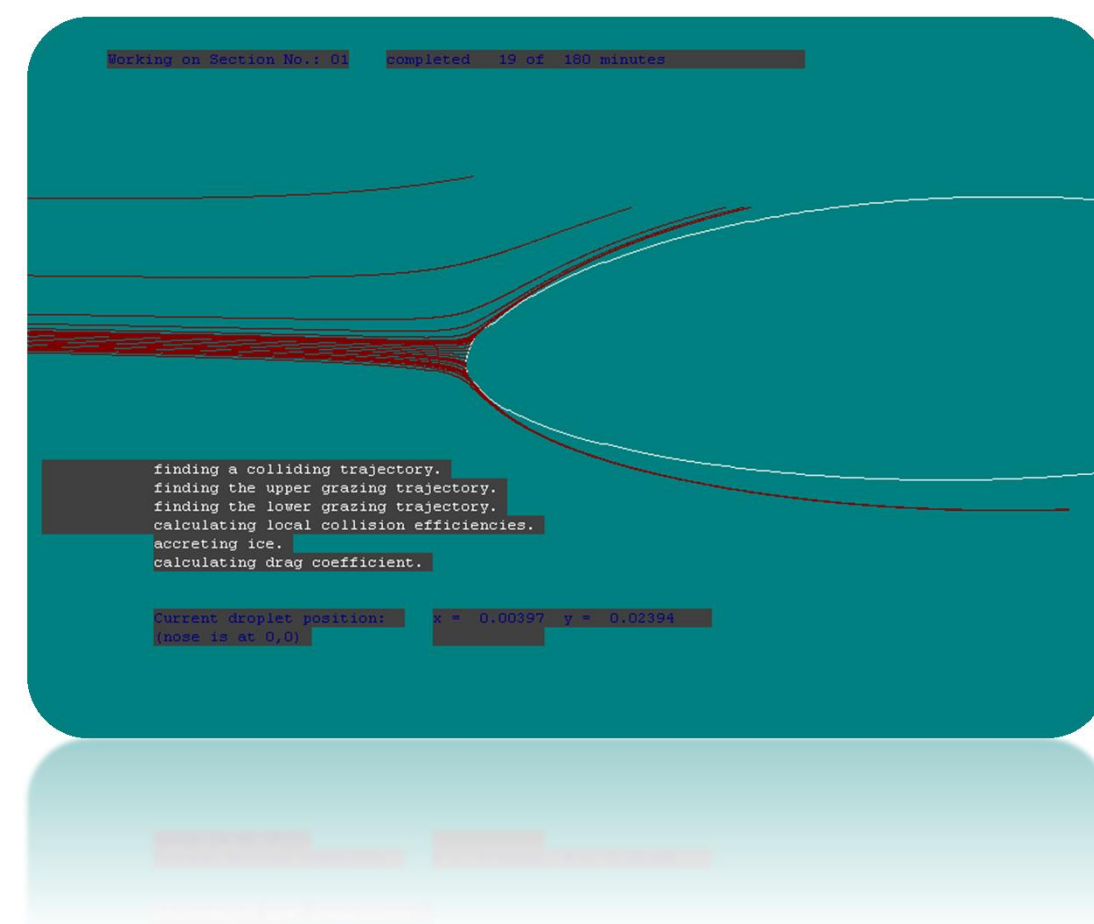 Working on Section No.: 01 completed 19 of 180 minutes
finding a colliding trajectory.
finding the upper grazing trajectory.
finding the lower grazing trajectory.
calculating local collision efficiencies.
accreting ice.
calculating drag coefficient.
Current droplet position: x = 0.00397 y = 0.02394
(nose is at 0,0)